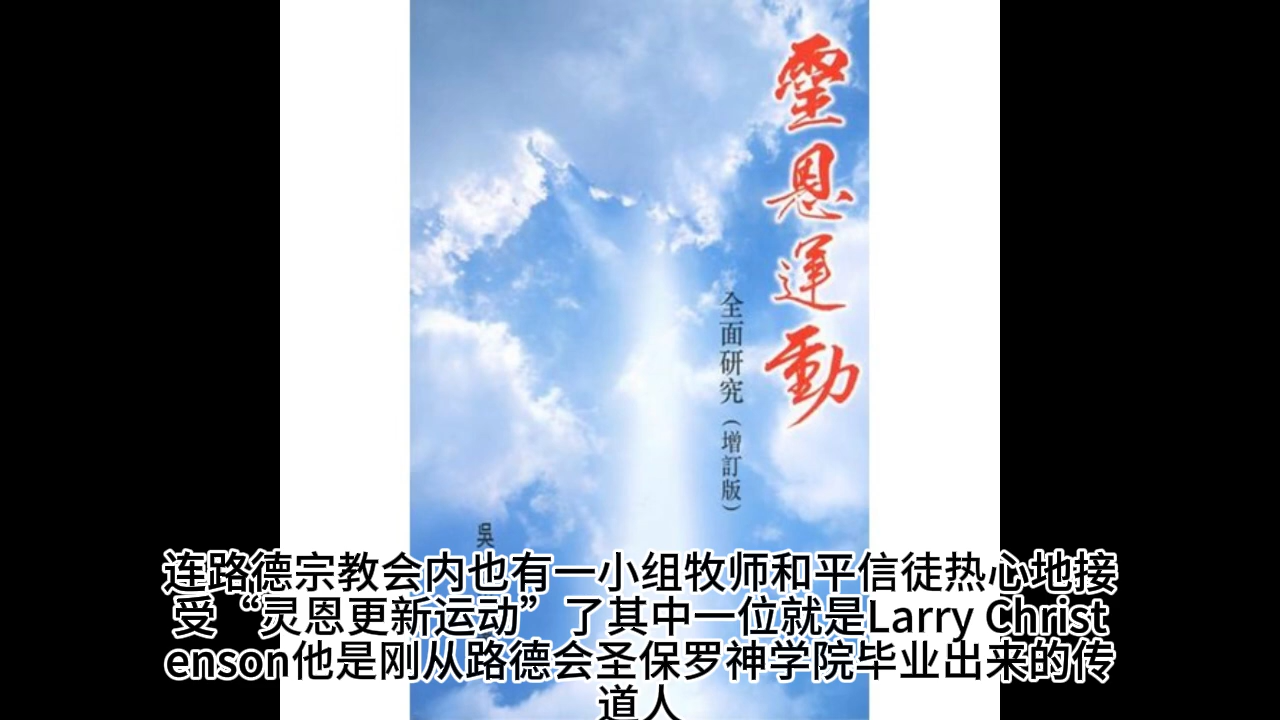 靈恩運動
全面研究（增訂版）
吳
连路德宗教会内也有一小组牧师和平信徒热心地接
受“灵恩更新运动”了其中一位就是Larry Christ
enson他是刚从路德会圣保罗神学院毕业出来的传
道人